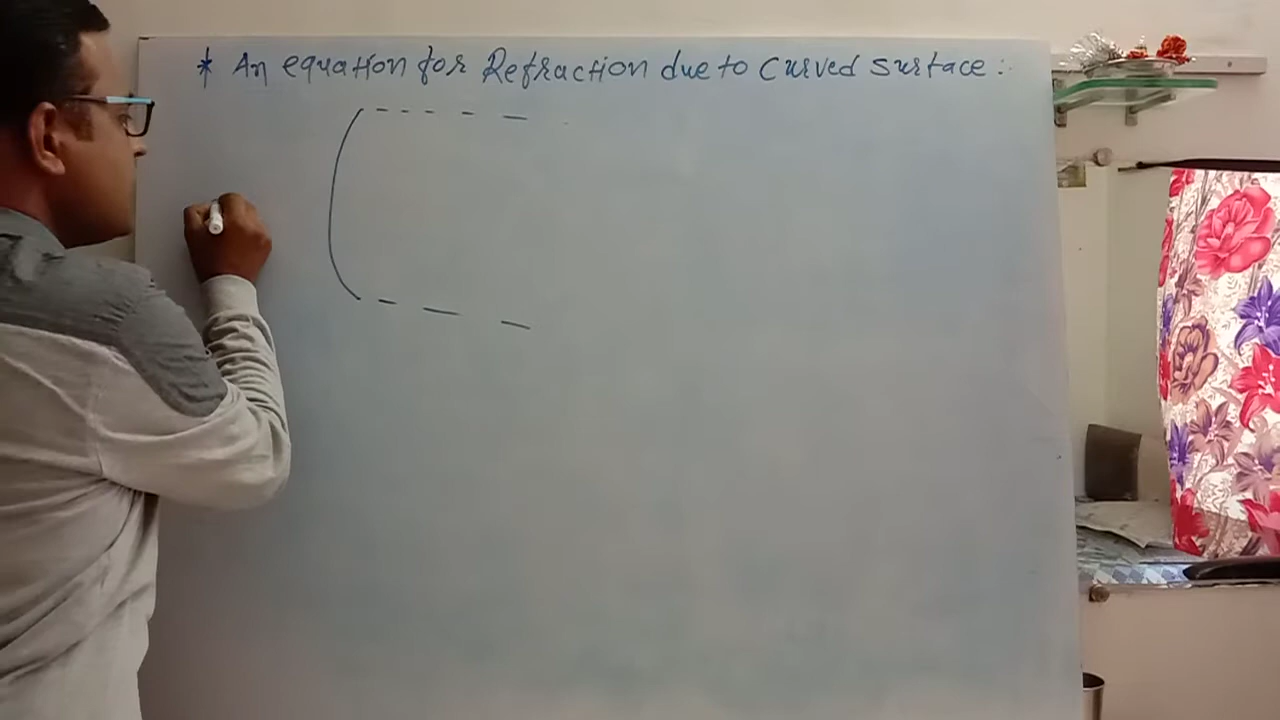 * An equation for Refraction due to Curved surface :